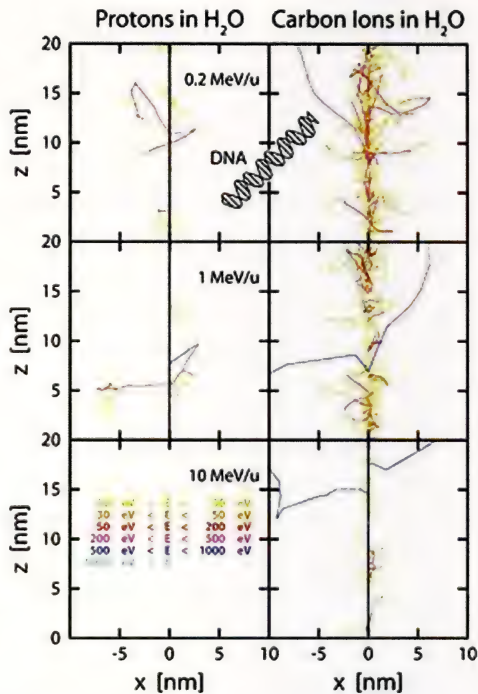 Protons in H2O
Carbon Ions in H2O
z [nm]
20
15
10
5
0.2 MeV/u
DNA
z [nm]
20
15
10
5
1 MeV/u
z [nm]
20
15
10
5
0
10 MeV/u
30 eV < E < 50 eV
50 eV < E < 200 eV
200 eV < E < 500 eV
500 eV < E < 1000 eV
-5 0 5 10 -5 0 5 10
x [nm]
x [nm]